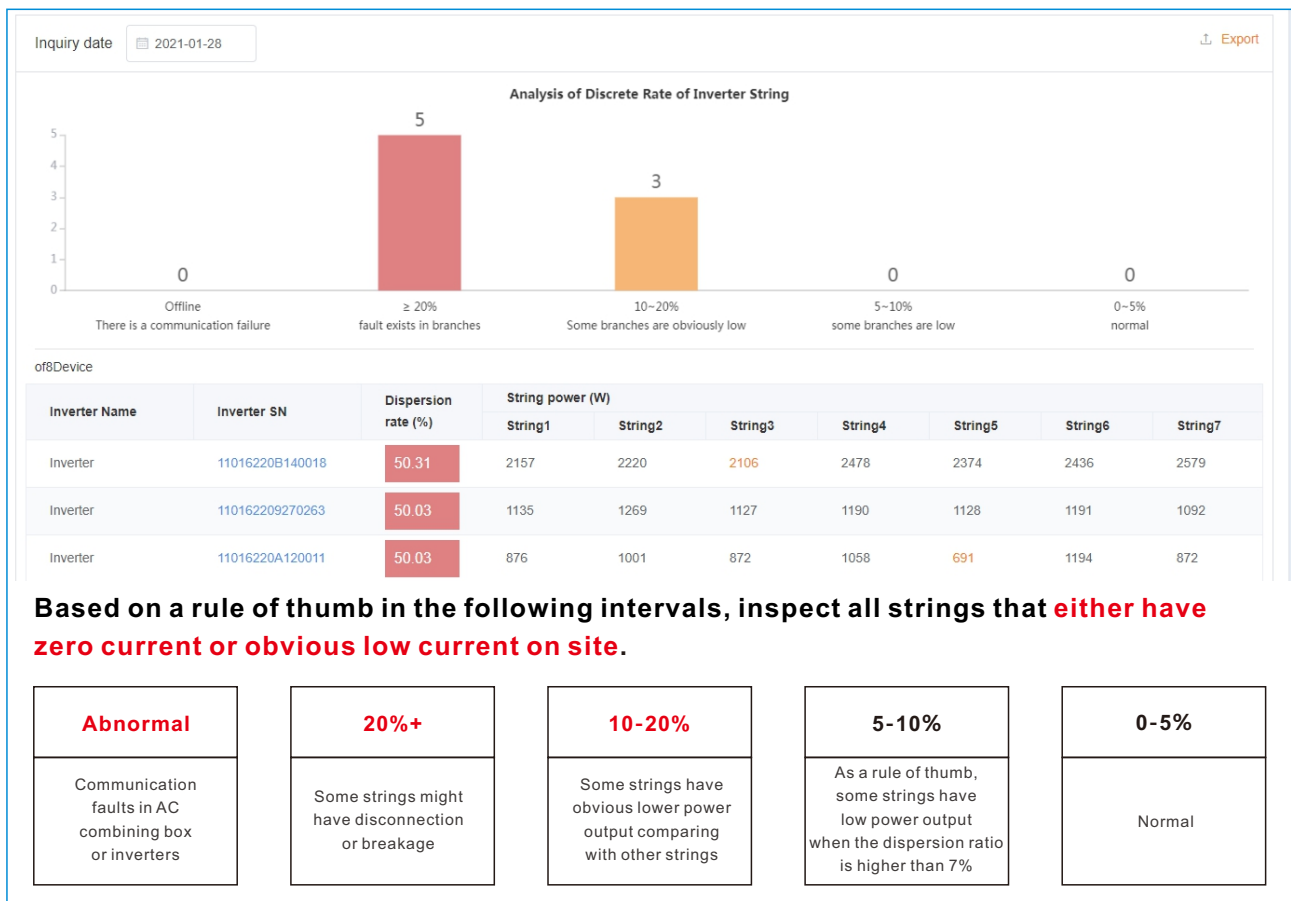 Inquiry date 2021-01-28 Export
Analysis of Discrete Rate of Inverter String
5
5
4
3
3
2
1
0
0
0
0
Offline
There is a communication failure
≥ 20%
fault exists in branches
10~20%
Some branches are obviously low
5~10%
some branches are low
0~5%
normal
of8Device
Inverter Name Inverter SN Dispersion rate (%) String power (W)
String1 String2 String3 String4 String5 String6 String7
Inverter 11016220B140018 50.31 2157 2220 2106 2478 2374 2436 2579
Inverter 110162209270263 50.03 1135 1269 1127 1190 1128 1191 1092
Inverter 11016220A120011 50.03 876 1001 872 1058 691 1194 872
Based on a rule of thumb in the following intervals, inspect all strings that either have
zero current or obvious low current on site.
Abnormal
Communication
faults in AC
combining box
or inverters
20%+
Some strings might
have disconnection
or breakage
10-20%
Some strings have
obvious lower power
output comparing
with other strings
5-10%
As a rule of thumb,
some strings have
low power output
when the dispersion ratio
is higher than 7%
0-5%
Normal